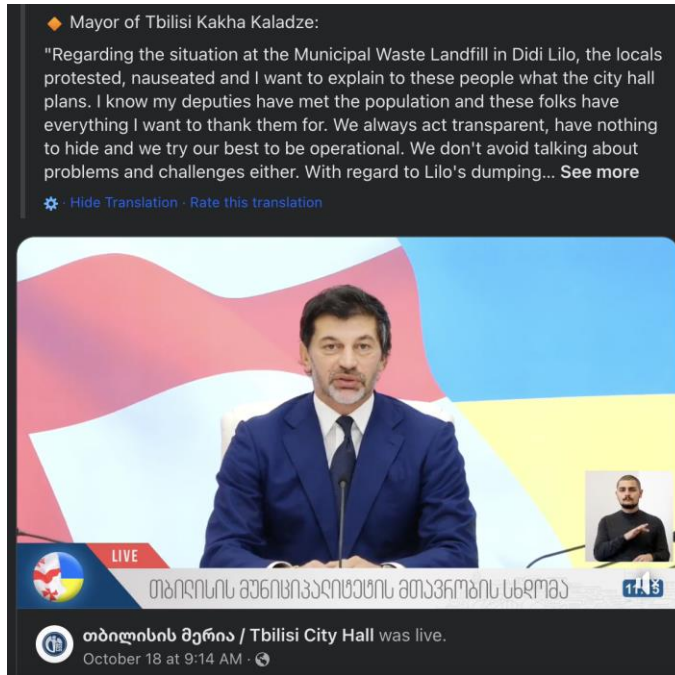 Mayor of Tbilisi Kakha Kaladze:
"Regarding the situation at the Municipal Waste Landfill in Didi Lilo, the locals
protested, nauseated and I want to explain to these people what the city hall
plans. I know my deputies have met the population and these folks have
everything I want to thank them for. We always act transparent, have nothing
to hide and we try our best to be operational. We don't avoid talking about
problems and challenges either. With regard to Lilo's dumping... See more
· Hide Translation · Rate this translation
LIVE
თბილისის მუნიციპალიტეტის მთავრობის სხდომა
თბილისის მერია / Tbilisi City Hall was live.
October 18 at 9:14 AM ·